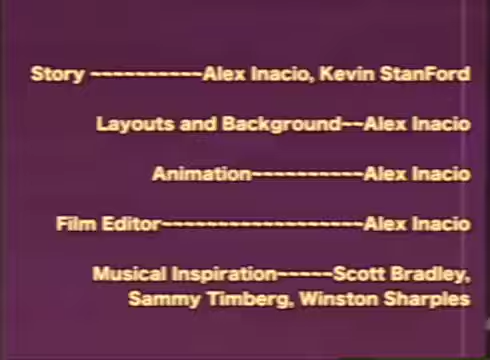 Story ~~~~~~~~~~Alex Inacio, Kevin StanFord
Layouts and Background~~Alex Inacio
Animation~~~~~~~~~~Alex Inacio
Film Editor~~~~~~~~~~~~~~~~~~Alex Inacio
Musical Inspiration~~~~~Scott Bradley,
Sammy Timberg, Winston Sharples